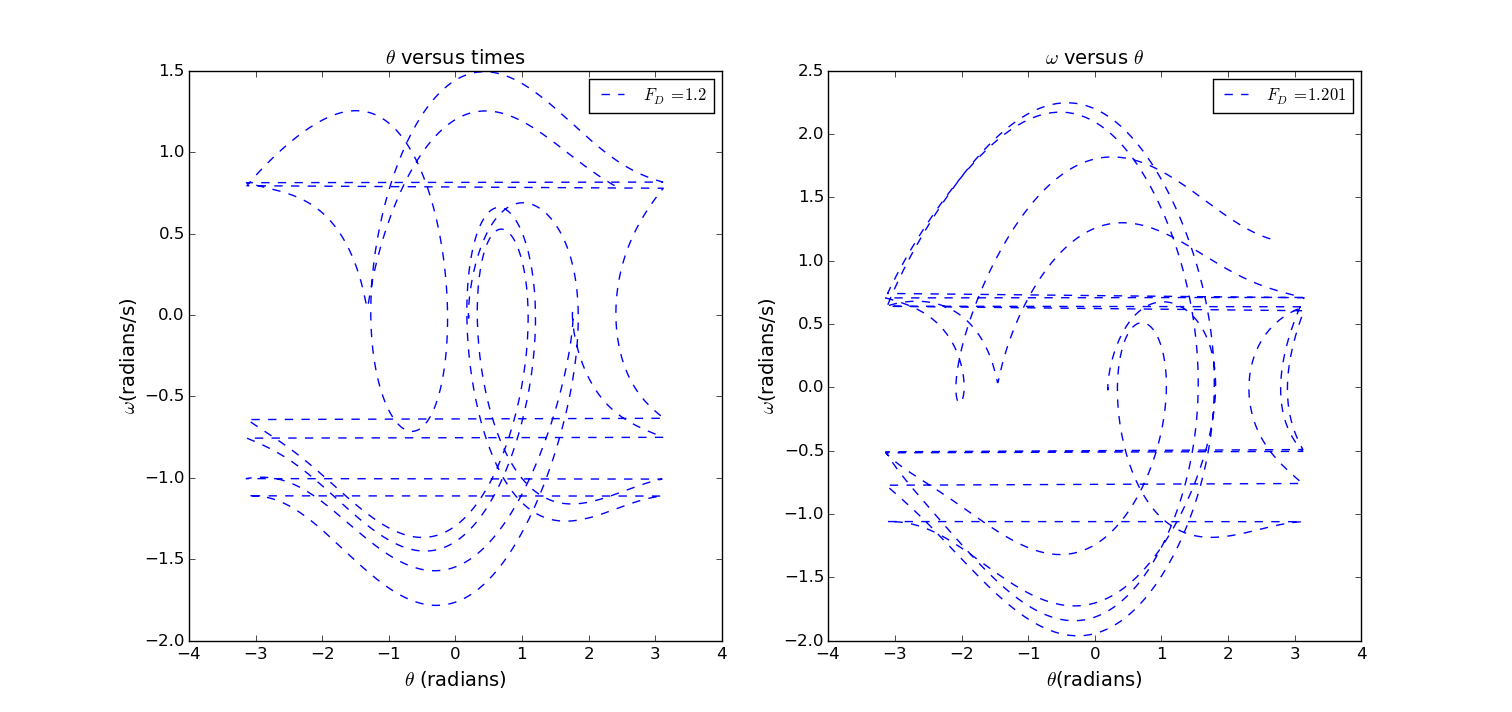 θ versus times
ω versus θ
F_D =1.2
F_D =1.201
1.5
1.0
0.5
0.0
−0.5
−1.0
−1.5
−2.0
ω(radians/s)
−4 −3 −2 −1 0 1 2 3 4
θ (radians)
2.5
2.0
1.5
1.0
0.5
0.0
−0.5
−1.0
−1.5
−2.0
ω(radians/s)
−4 −3 −2 −1 0 1 2 3 4
θ(radians)